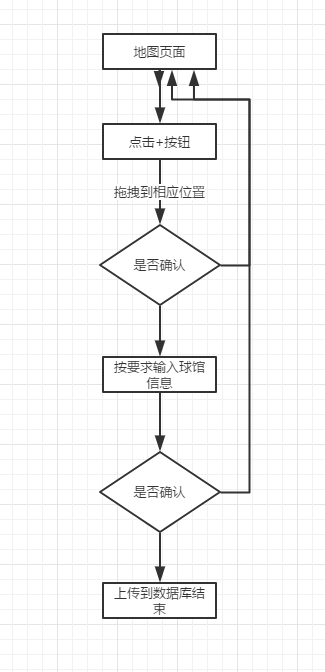 地图页面
点击+按钮
拖拽到相应位置
是否确认
按要求输入球馆
信息
是否确认
上传到数据库结
束